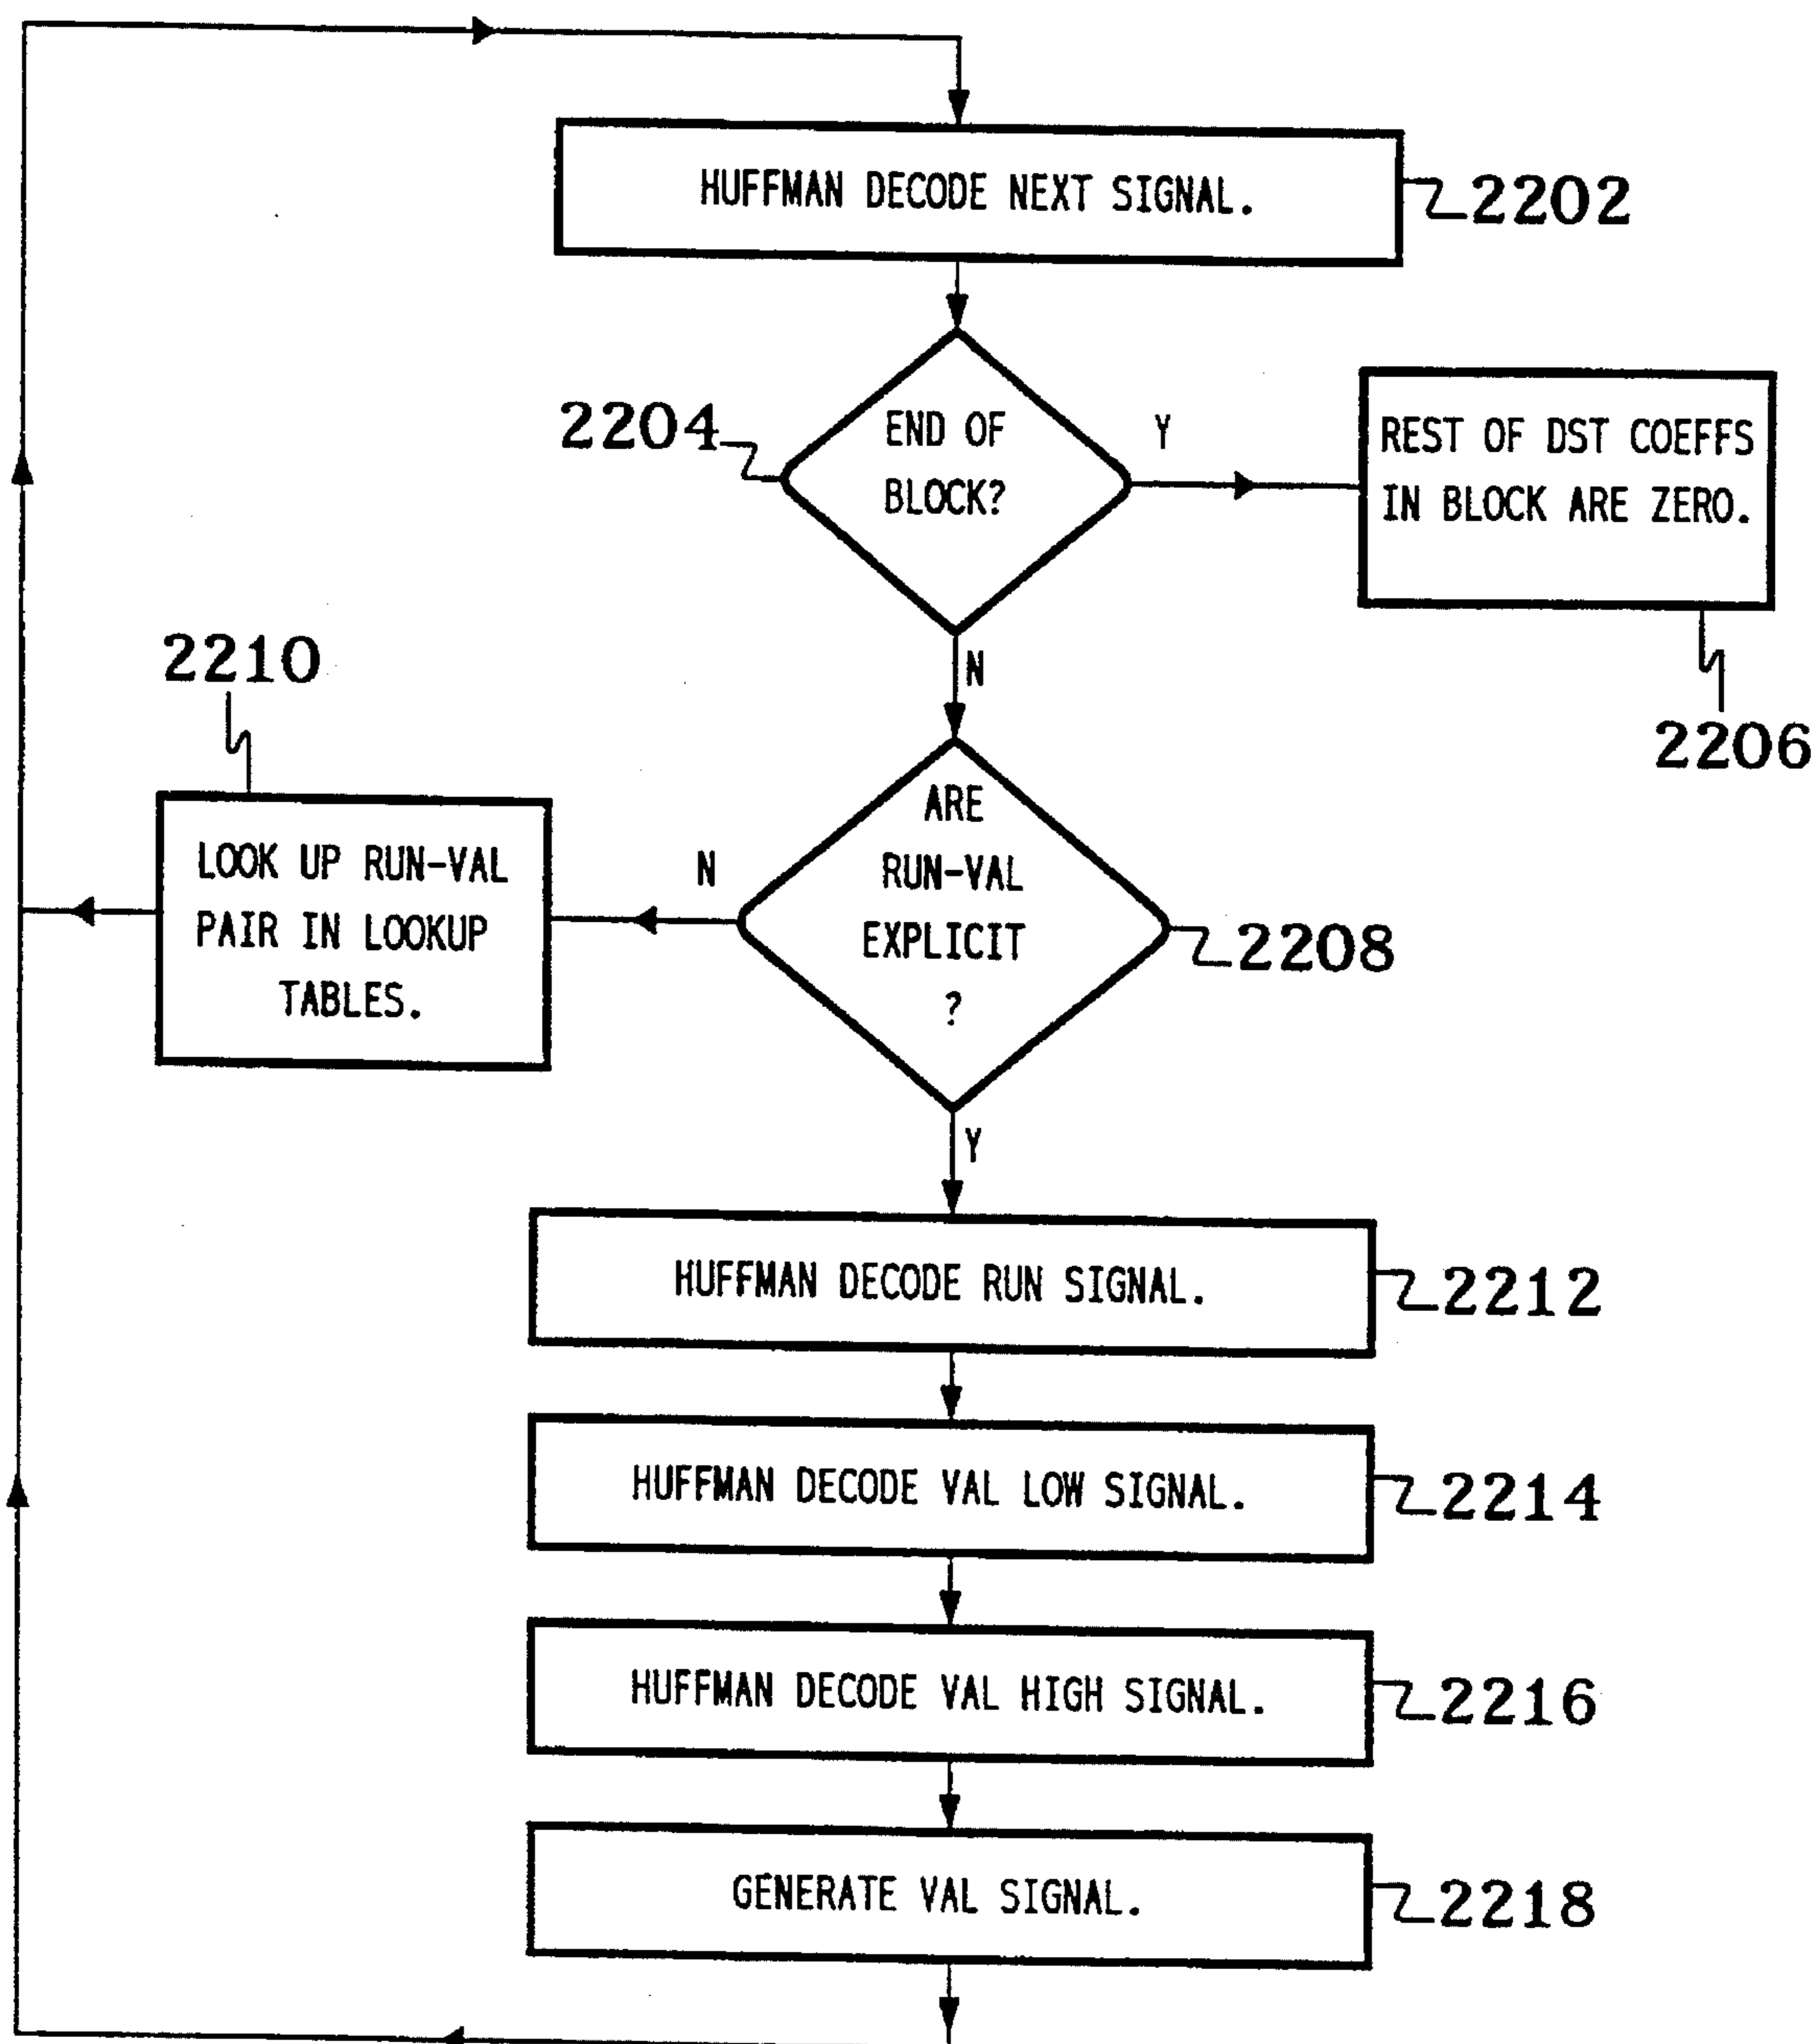 HUFFMAN DECODE NEXT SIGNAL.
2202
END OF
BLOCK?
2204
Y
REST OF DST COEFFS
IN BLOCK ARE ZERO.
2206
N
ARE
RUN-VAL
EXPLICIT
?
2208
N
2210
LOOK UP RUN-VAL
PAIR IN LOOKUP
TABLES.
Y
HUFFMAN DECODE RUN SIGNAL.
2212
HUFFMAN DECODE VAL LOW SIGNAL.
2214
HUFFMAN DECODE VAL HIGH SIGNAL.
2216
GENERATE VAL SIGNAL.
2218